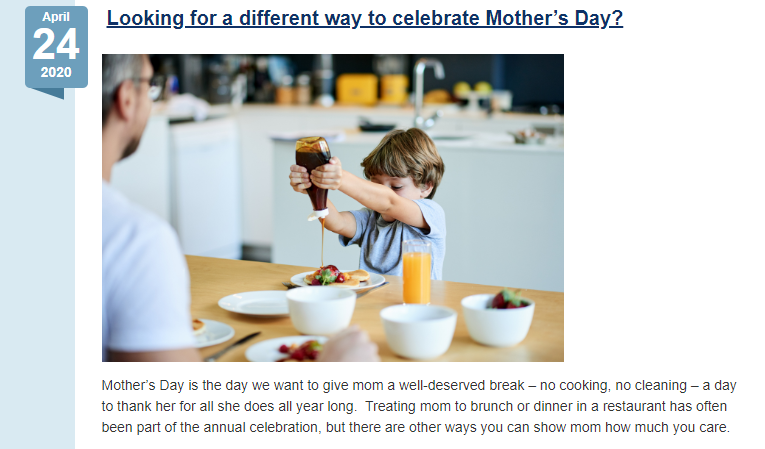 April
24
2020
Looking for a different way to celebrate Mother’s Day?
Mother’s Day is the day we want to give mom a well-deserved break – no cooking, no cleaning – a day
to thank her for all she does all year long.  Treating mom to brunch or dinner in a restaurant has often
been part of the annual celebration, but there are other ways you can show mom how much you care.